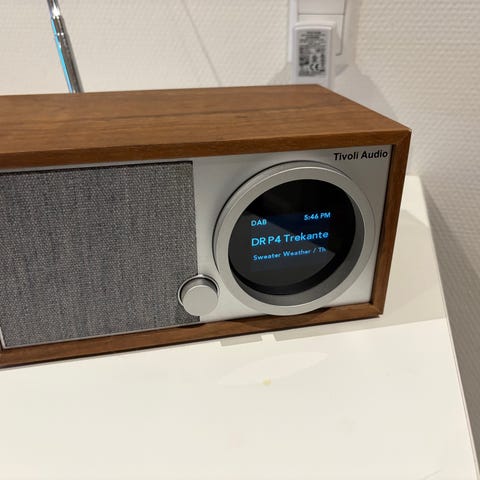 Tivoli Audio
DAB 5:46 PM
DR P4 Trekante
Sweater Weather / Th